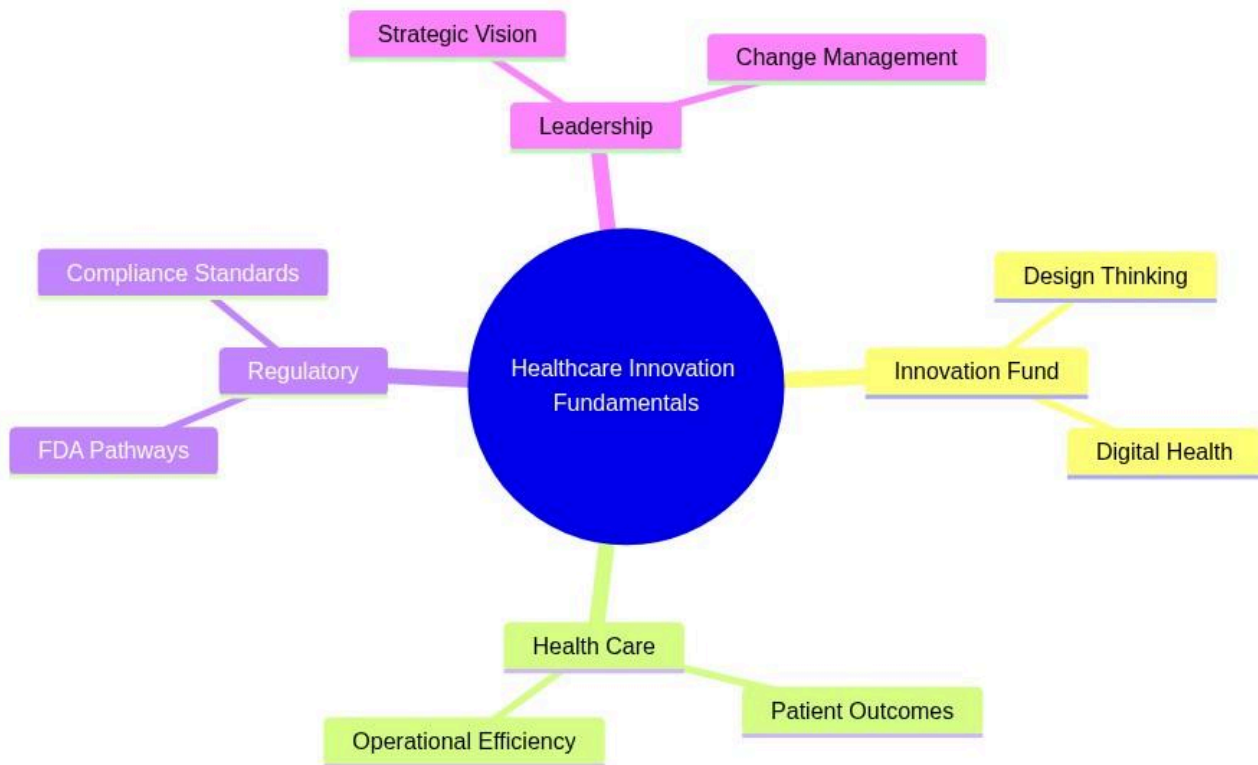 Strategic Vision
Change Management
Leadership
Compliance Standards
Design Thinking
Regulatory
Healthcare Innovation
Fundamentals
Innovation Fund
FDA Pathways
Digital Health
Health Care
Patient Outcomes
Operational Efficiency